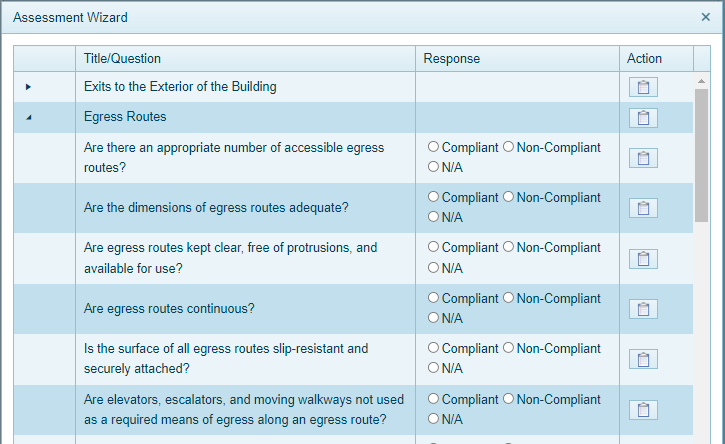 Assessment Wizard
Title/Question Response Action
Exits to the Exterior of the Building
Egress Routes
Are there an appropriate number of accessible egress
routes?
Compliant Non-Compliant
N/A
Are the dimensions of egress routes adequate?
Compliant Non-Compliant
N/A
Are egress routes kept clear, free of protrusions, and
available for use?
Compliant Non-Compliant
N/A
Are egress routes continuous?
Compliant Non-Compliant
N/A
Is the surface of all egress routes slip-resistant and
securely attached?
Compliant Non-Compliant
N/A
Are elevators, escalators, and moving walkways not used
as a required means of egress along an egress route?
Compliant Non-Compliant
N/A